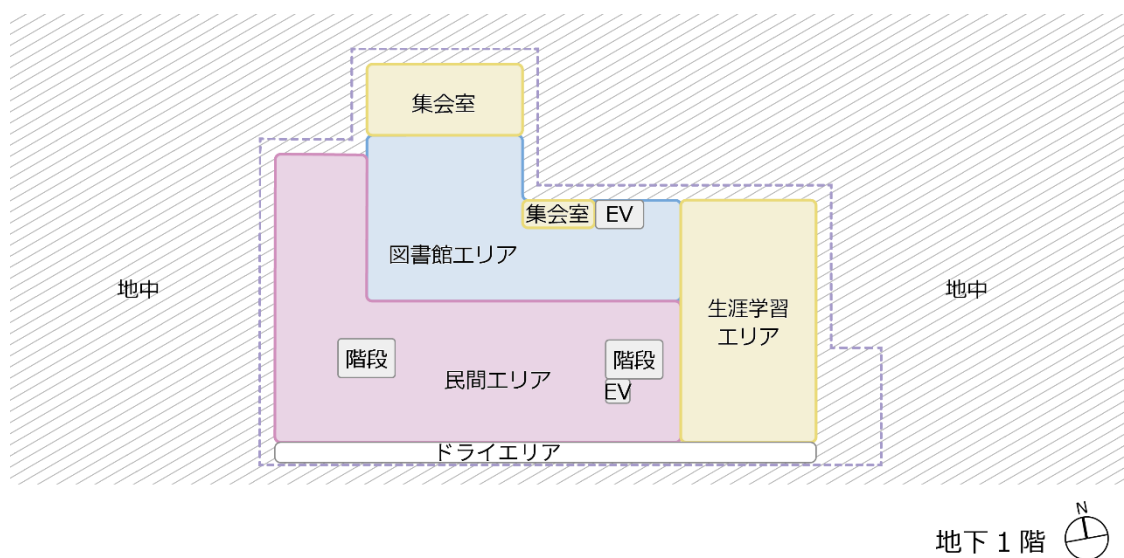 集会室
集会室
EV
図書館エリア
地中
地中
生涯学習
エリア
階段
階段
民間エリア
EV
ドライエリア
地下1階
N